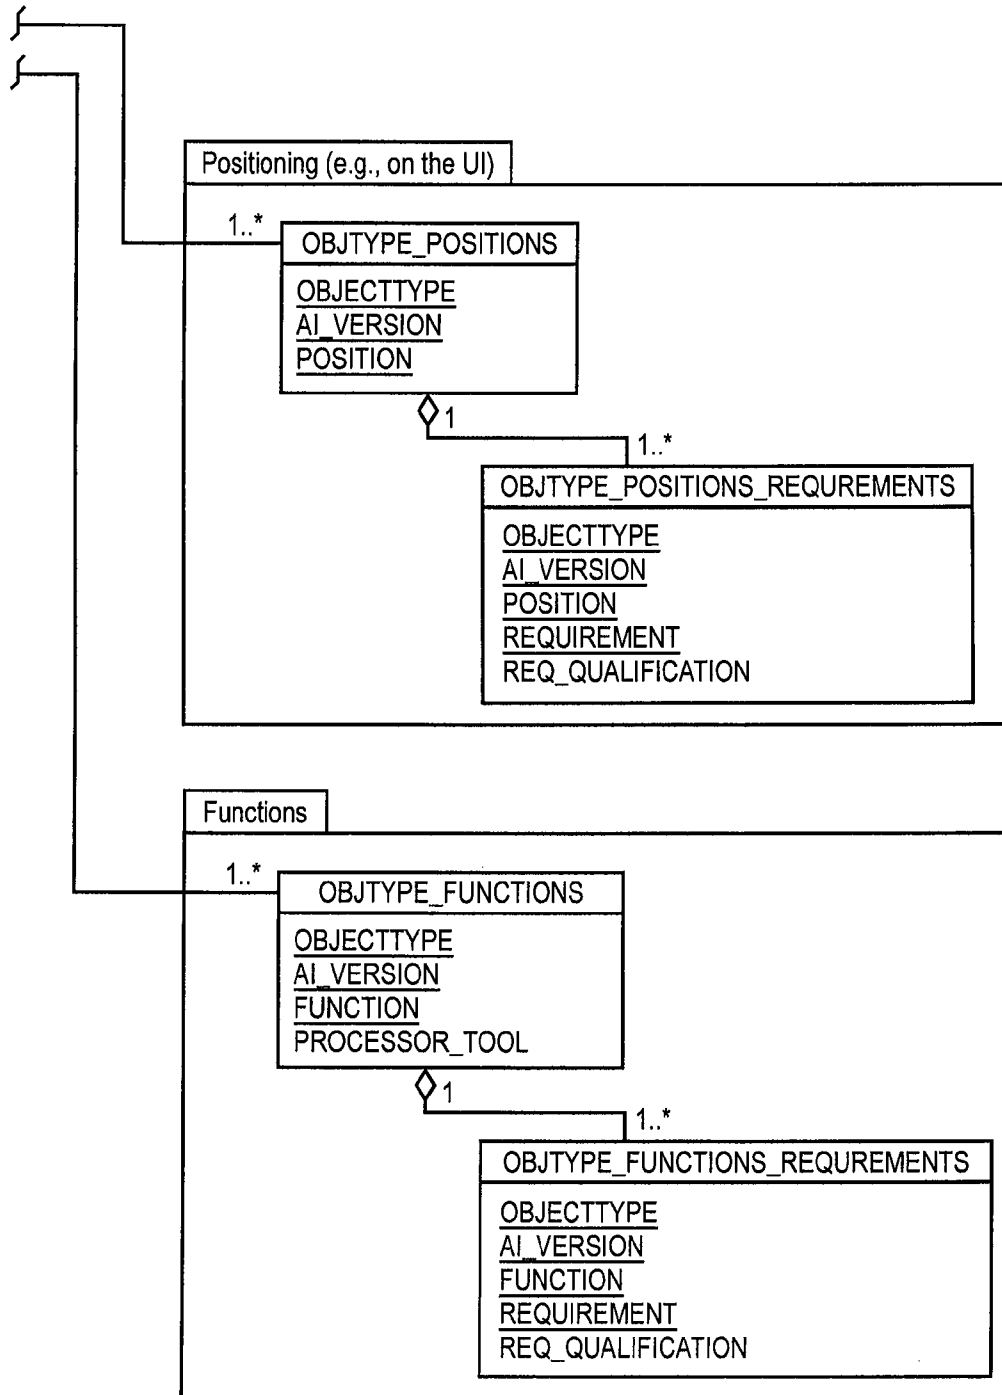 Positioning (e.g., on the UI)
1..*
OBJTYPE_POSITIONS
OBJECTTYPE
AI_VERSION
POSITION
1
1..*
OBJTYPE_POSITIONS_REQUREMENTS
OBJECTTYPE
AI_VERSION
POSITION
REQUIREMENT
REQ_QUALIFICATION
Functions
1..*
OBJTYPE_FUNCTIONS
OBJECTTYPE
AI_VERSION
FUNCTION
PROCESSOR_TOOL
1
1..*
OBJTYPE_FUNCTIONS_REQUREMENTS
OBJECTTYPE
AI_VERSION
FUNCTION
REQUIREMENT
REQ_QUALIFICATION